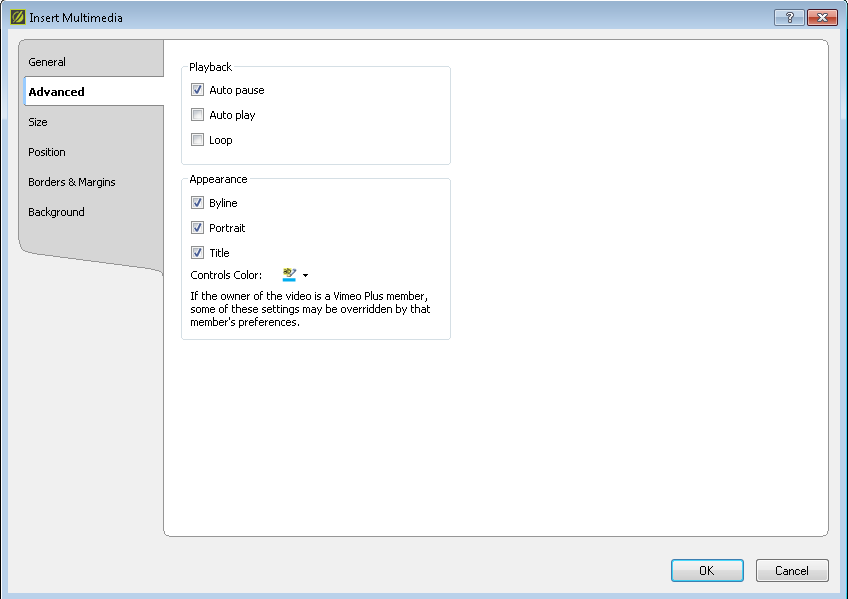 Insert Multimedia
?
General
Advanced
Size
Position
Borders & Margins
Background
Playback
Auto pause
Auto play
Loop
Appearance
Byline
Portrait
Title
Controls Color:
If the owner of the video is a Vimeo Plus member,
some of these settings may be overridden by that
member's preferences.
OK
Cancel